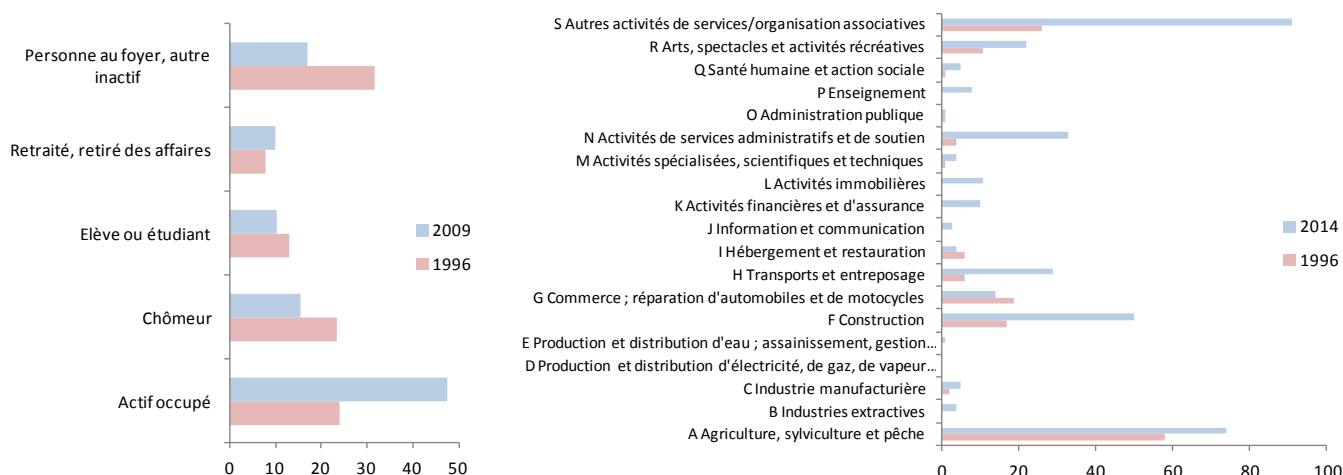 Personne au foyer, autre
inactif
Retraité, retiré des affaires
Elève ou étudiant
Chômeur
Actif occupé
2009
1996
0 10 20 30 40 50
S Autres activités de services/organisation associatives
R Arts, spectacles et activités récréatives
Q Santé humaine et action sociale
P Enseignement
O Administration publique
N Activités de services administratifs et de soutien
M Activités spécialisées, scientifiques et techniques
L Activités immobilières
K Activités financières et d'assurance
J Information et communication
I Hébergement et restauration
H Transports et entreposage
G Commerce ; réparation d'automobiles et de motocycles
F Construction
E Production et distribution d'eau ; assainissement, gestion…
D Production et distribution d'électricité, de gaz, de vapeur…
C Industrie manufacturière
B Industries extractives
A Agriculture, sylviculture et pêche
2014
1996
0 20 40 60 80 100